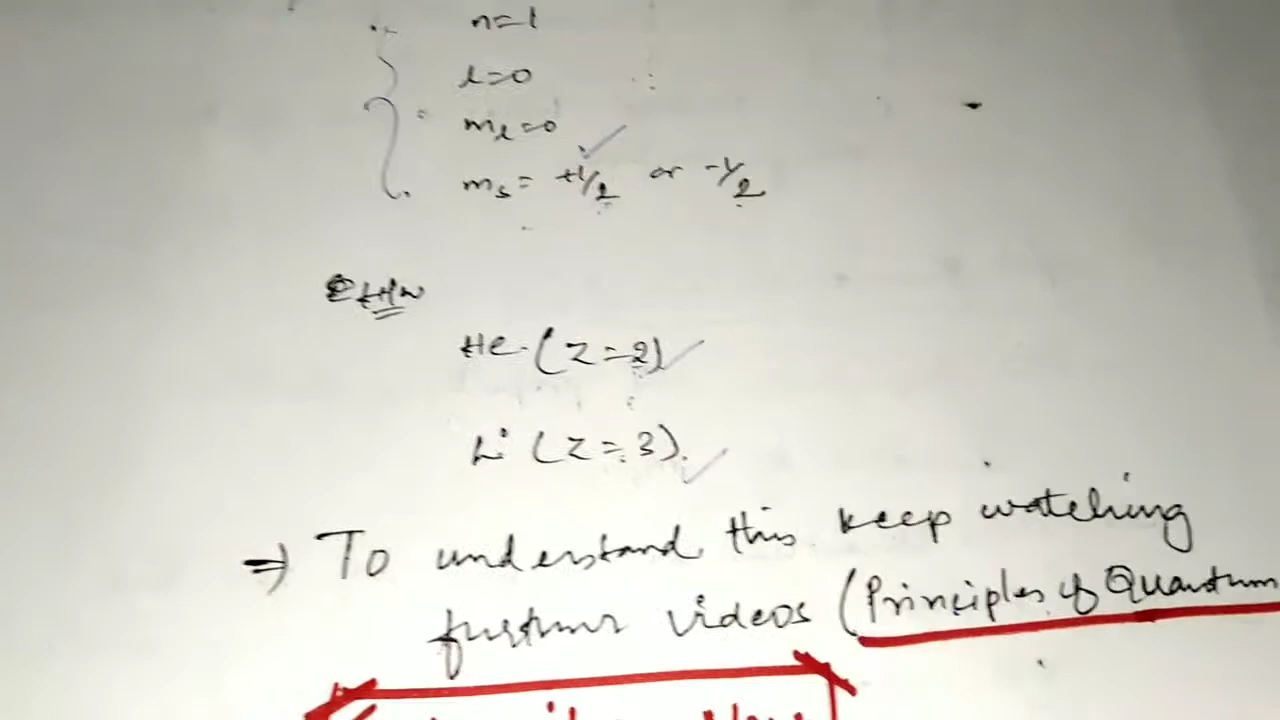 n=1
l=0
ml=0
ms= +1/2 or -1/2
He (Z=2)
Li (Z=3).
⇒ To understand this keep watching
further videos (Principles of Quantum